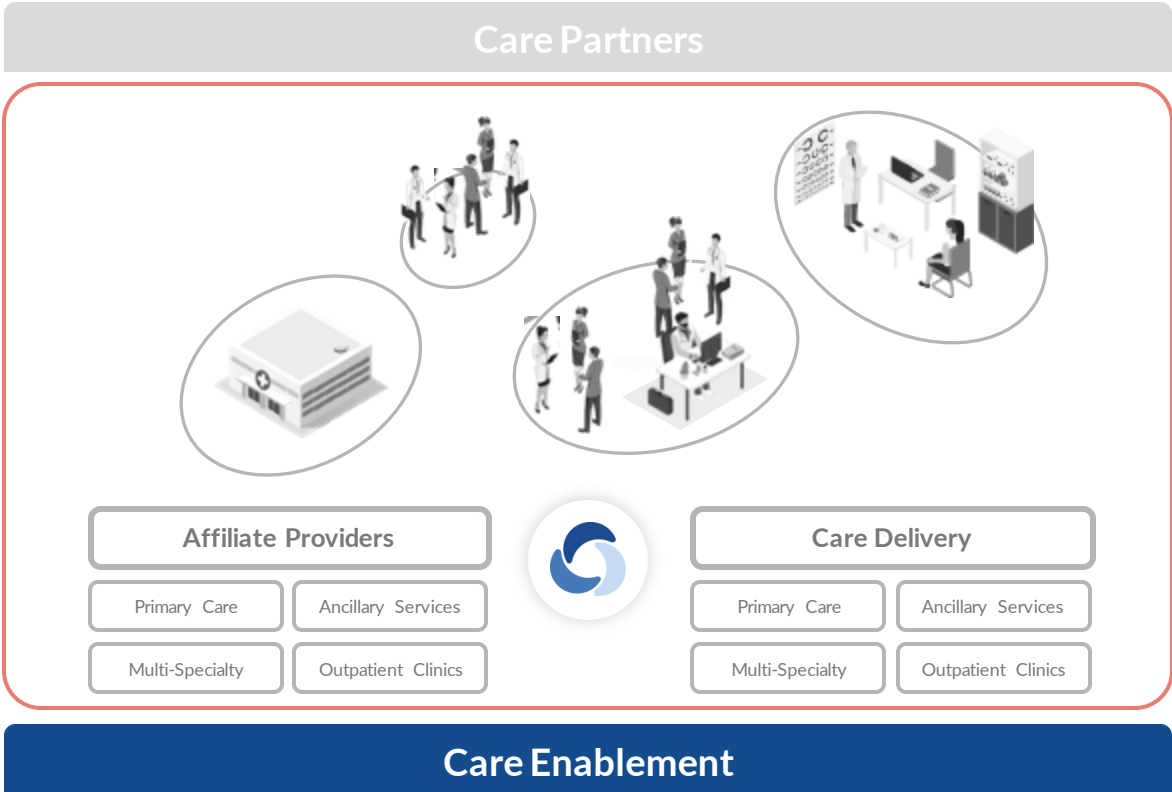 Care Partners
Affiliate Providers
Care Delivery
Primary Care
Ancillary Services
Primary Care
Ancillary Services
Multi-Specialty
Outpatient Clinics
Multi-Specialty
Outpatient Clinics
Care Enablement